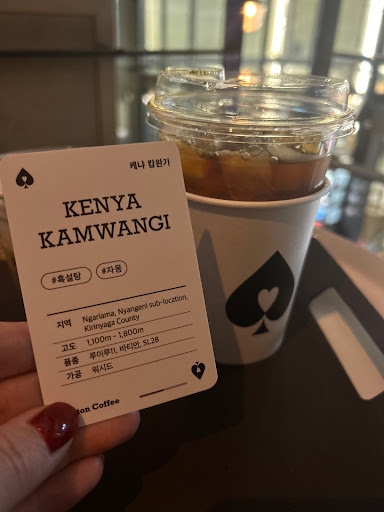 케냐 캄완기
KENYA
KAMWANGI
#흑설탕 #자몽
지역 Ngariama, Nyangeni sub-location,
Kirinyaga County
고도 1,100m - 1,800m
품종 루이루11, 바티안, SL28
가공 워시드
Coffee